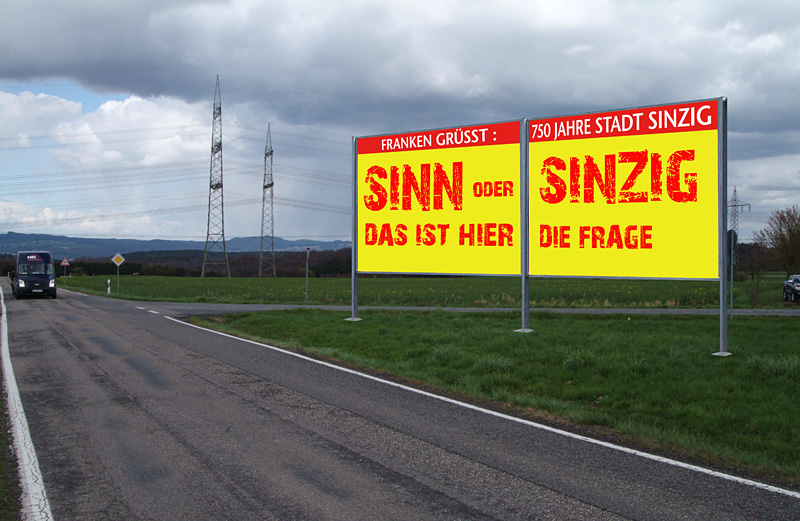 FRANKEN GRÜSST :
SINN ODER
DAS IST HIER
750 JAHRE STADT SINZIG
SINZIG
DIE FRAGE